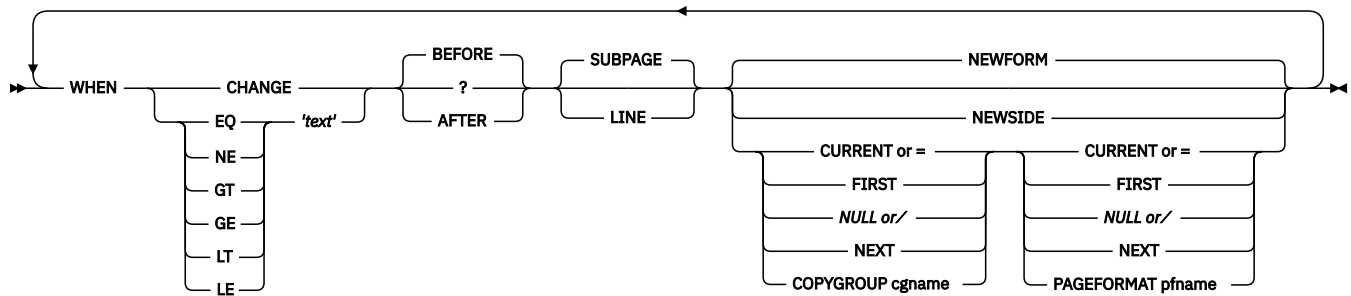 BEFORE SUBPAGE NEWFORM
WHEN CHANGE ?
EQ 'text' AFTER LINE NEWSIDE
NE CURRENT or = CURRENT or =
GT FIRST FIRST
GE NULL or/ NULL or/
LT NEXT NEXT
LE COPYGROUP cgname PAGEFORMAT pfname